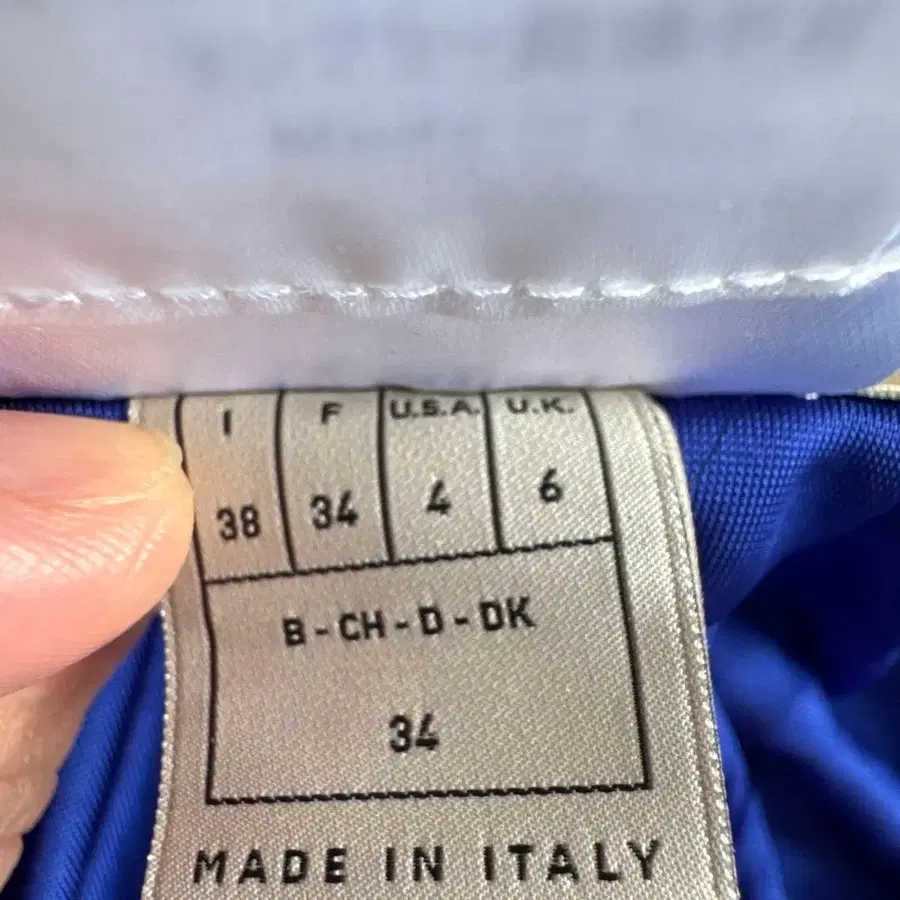 I F U.S.A. U.K.
38 34 4 6
B - CH - D - DK
34
MADE IN ITALY